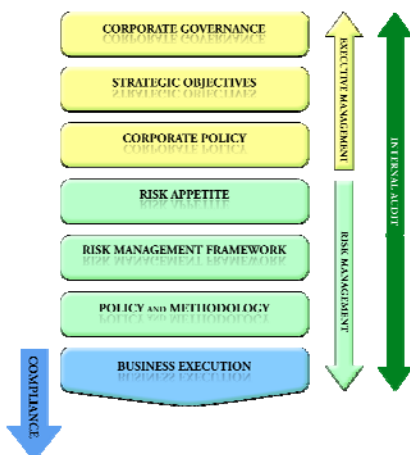 CORPORATE GOVERNANCE
STRATEGIC OBJECTIVES
CORPORATE POLICY
RISK APPETITE
RISK MANAGEMENT FRAMEWORK
POLICY AND METHODOLOGY
BUSINESS EXECUTION
COMPLIANCE
EXECUTIVE MANAGEMENT
RISK MANAGEMENT
INTERNAL AUDIT